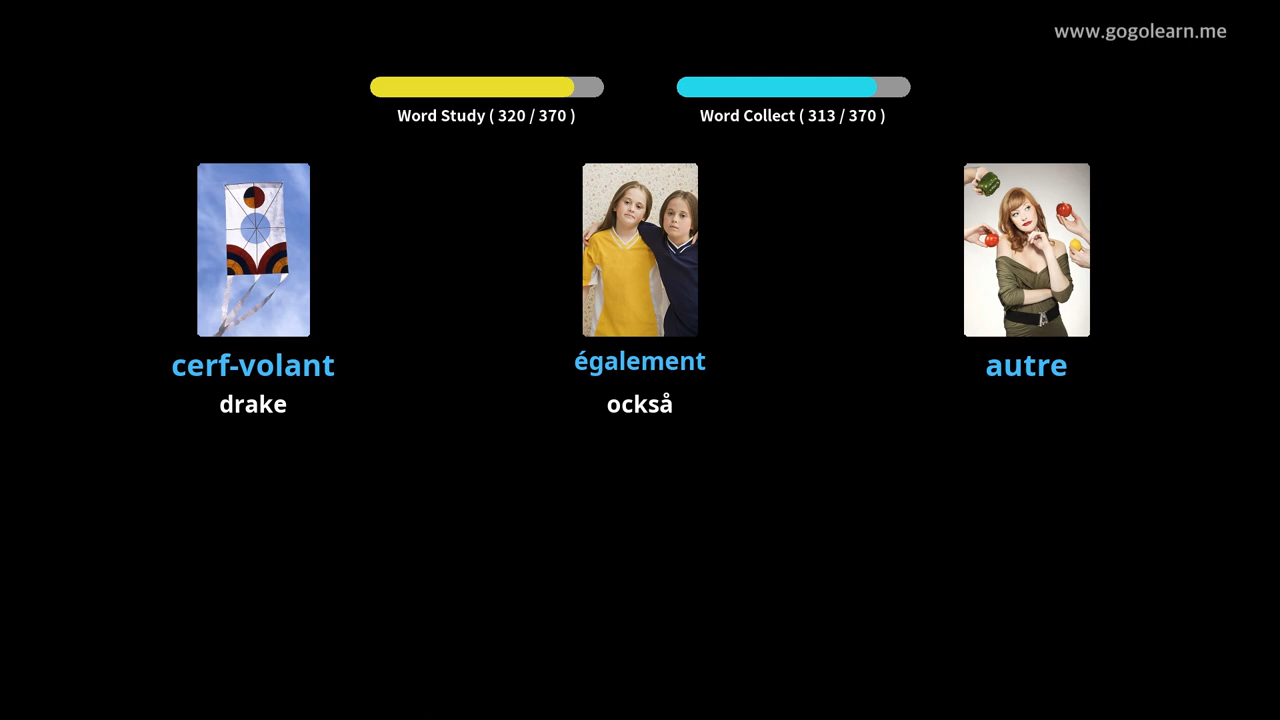 www.gogolearn.me
Word Study ( 320 / 370 )
Word Collect ( 313 / 370 )
cerf-volant
également
autre
drake
också